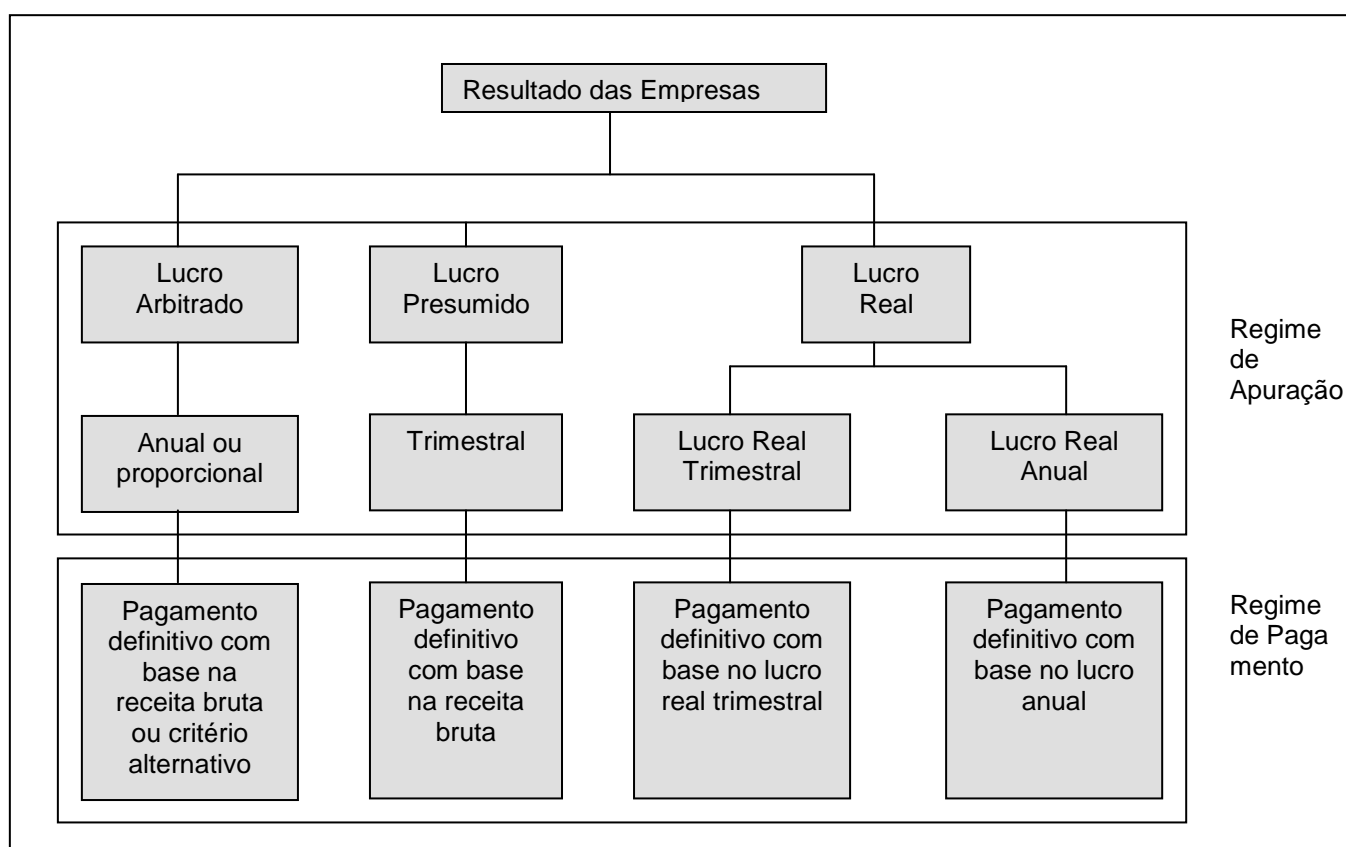 Resultado das Empresas
Lucro
Arbitrado
Lucro
Presumido
Lucro
Real
Regime
de
Apuração
Anual ou
proporcional
Trimestral
Lucro Real
Trimestral
Lucro Real
Anual
Pagamento
definitivo com
base na
receita bruta
ou critério
alternativo
Pagamento
definitivo
com base
na receita
bruta
Pagamento
definitivo com
base no lucro
real trimestral
Pagamento
definitivo com
base no lucro
anual
Regime
de Paga
mento